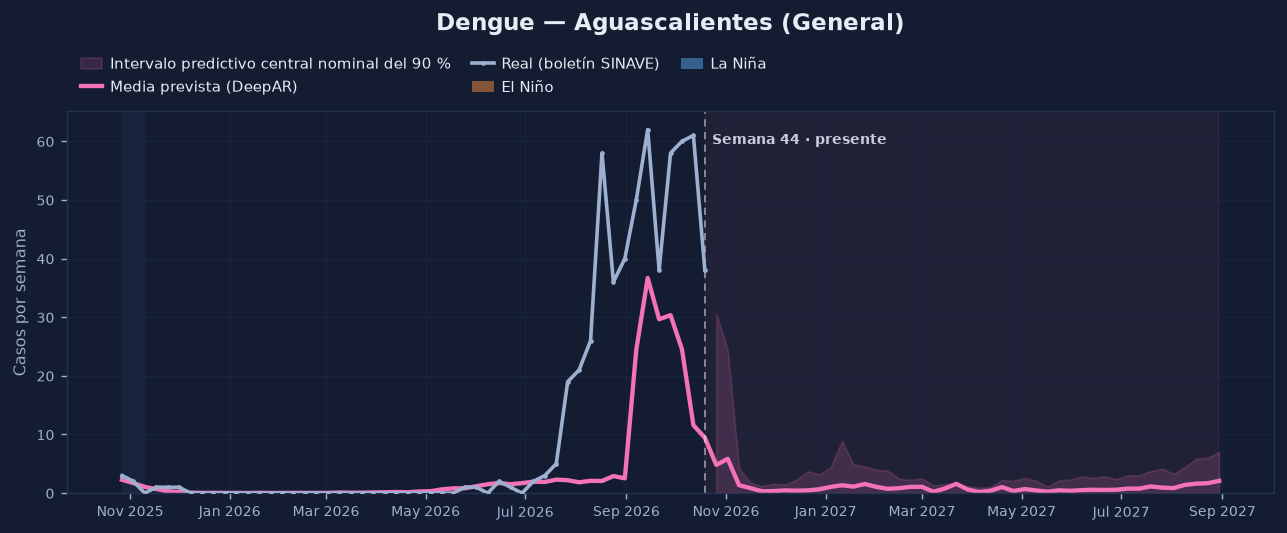 Dengue — Aguascalientes (General)
Intervalo predictivo central nominal del 90 %
Real (boletín SINAVE)
La Niña
Media prevista (DeepAR)
El Niño
Semana 44 · presente
Casos por semana
60
50
40
30
20
10
0
Nov 2025
Jan 2026
Mar 2026
May 2026
Jul 2026
Sep 2026
Nov 2026
Jan 2027
Mar 2027
May 2027
Jul 2027
Sep 2027